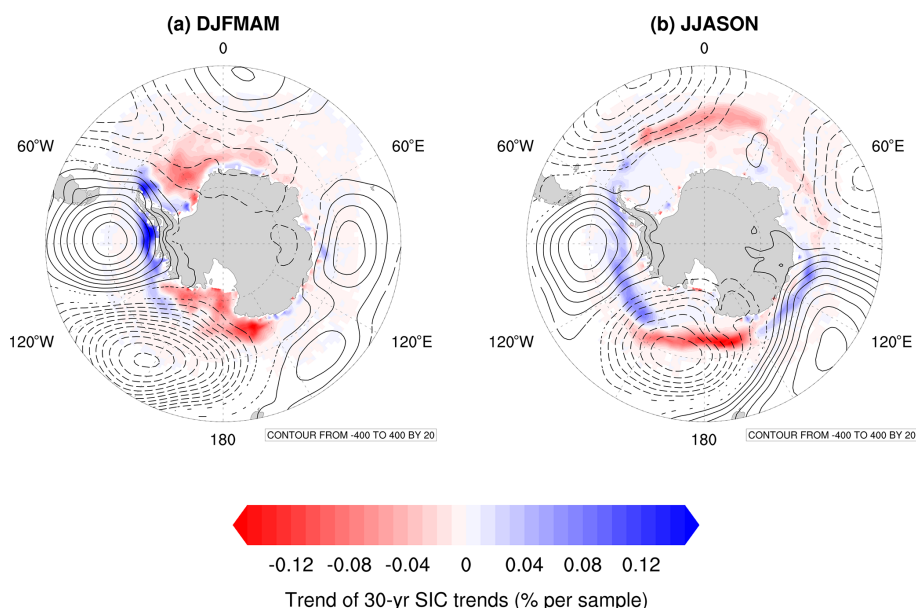 (a) DJFMAM
(b) JJASON
0
0
60°W
60°E
60°W
60°E
120°W
120°E
120°W
120°E
180
180
CONTOUR FROM -400 TO 400 BY 20
CONTOUR FROM -400 TO 400 BY 20
-0.12 -0.08 -0.04 0 0.04 0.08 0.12
Trend of 30-yr SIC trends (% per sample)